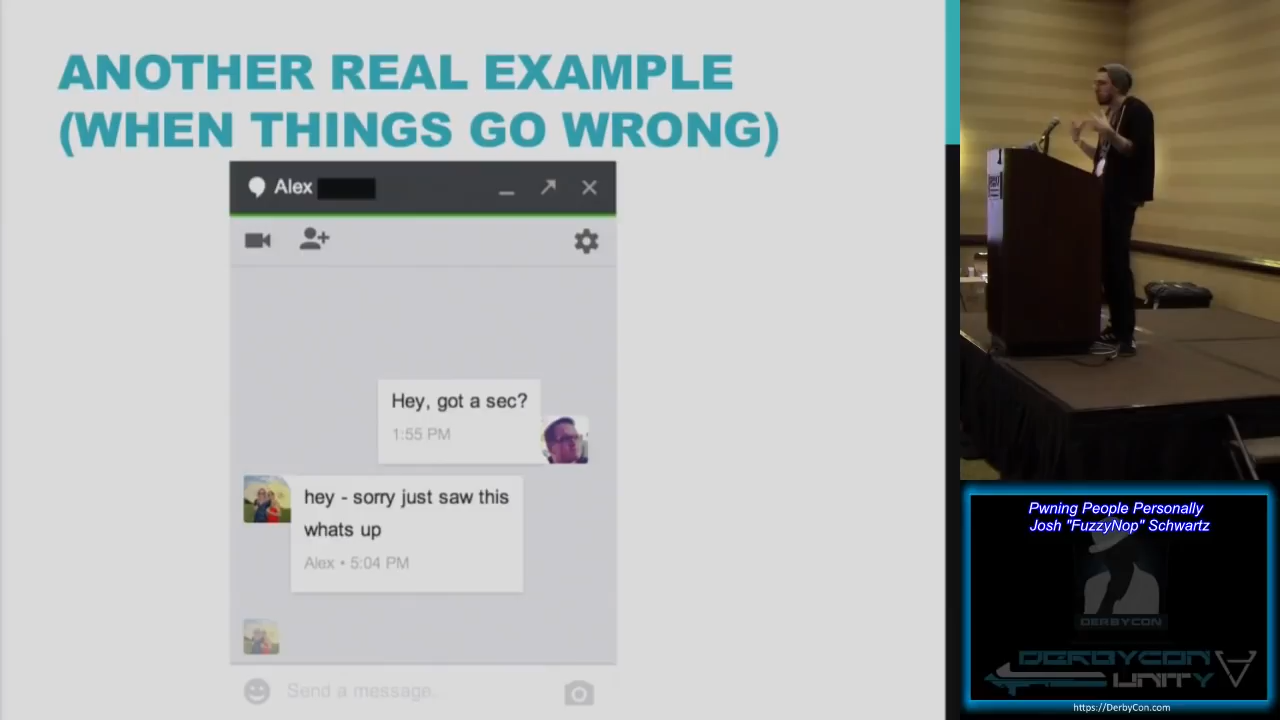 ANOTHER REAL EXAMPLE
(WHEN THINGS GO WRONG)
Alex
Hey, got a sec?
1:55 PM
hey - sorry just saw this
whats up
Alex • 5:04 PM
Send a message...
Pwning People Personally
Josh "FuzzyNop" Schwartz
DERBYCON
DERBYCON
UNITY
https://DerbyCon.com